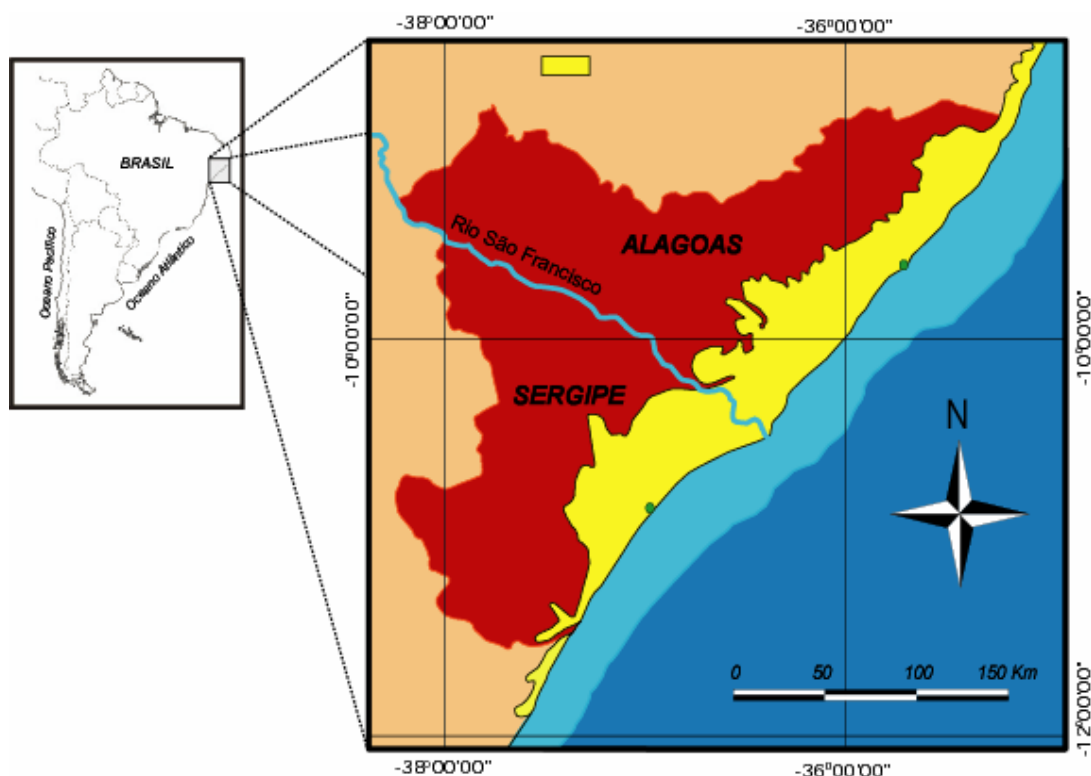 -38°00'00"
-36°00'00"
BRASIL
Oceano Pacífico
Oceano Atlântico
Rio São Francisco
ALAGOAS
-10°00'00"
-10°00'00"
SERGIPE
N
0 50 100 150 Km
-12°00'00"
-38°00'00"
-36°00'00"